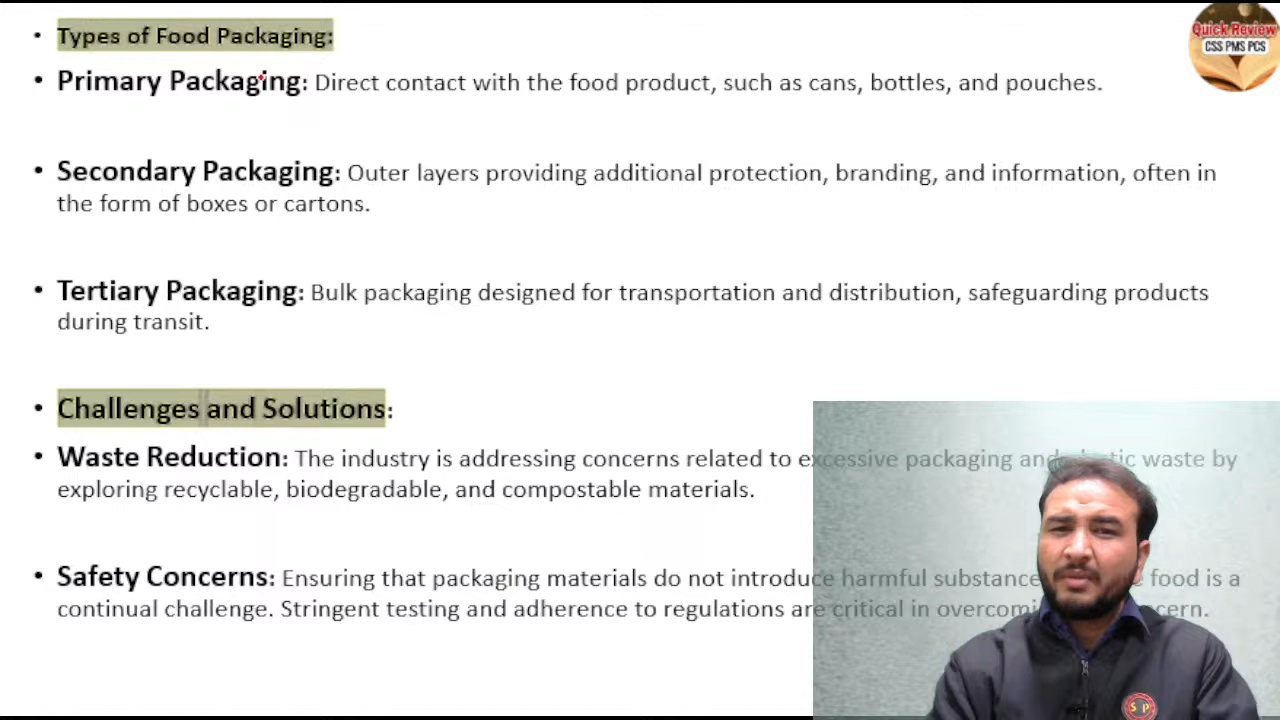 • Types of Food Packaging:
• Primary Packaging: Direct contact with the food product, such as cans, bottles, and pouches.
• Secondary Packaging: Outer layers providing additional protection, branding, and information, often in
the form of boxes or cartons.
• Tertiary Packaging: Bulk packaging designed for transportation and distribution, safeguarding products
during transit.
• Challenges and Solutions:
• Waste Reduction: The industry is addressing concerns related to excessive packaging and waste by
exploring recyclable, biodegradable, and compostable materials.
• Safety Concerns: Ensuring that packaging materials do not introduce harmful food is a
continual challenge. Stringent testing and adherence to regulations are critical in
Quick Review
CSS PMS PCS